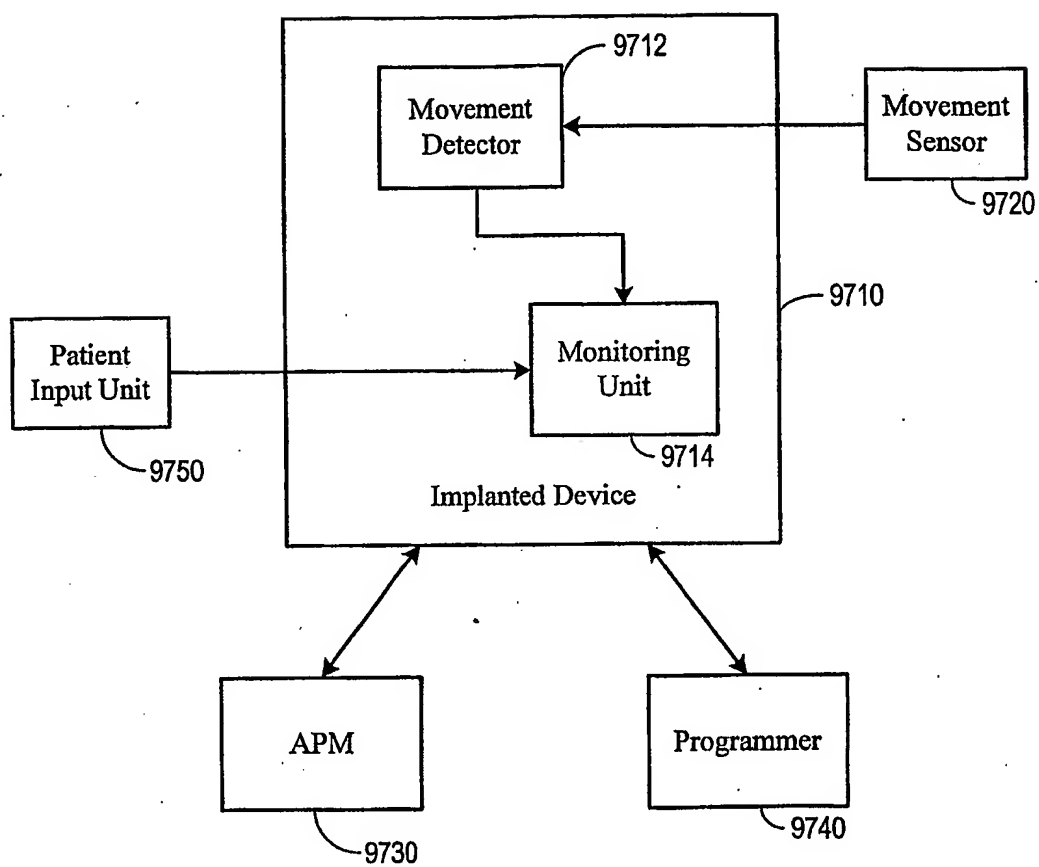 9712
Movement
Detector
Movement
Sensor
9720
9710
Patient
Input Unit
9750
Monitoring
Unit
9714
Implanted Device
APM
9730
Programmer
9740